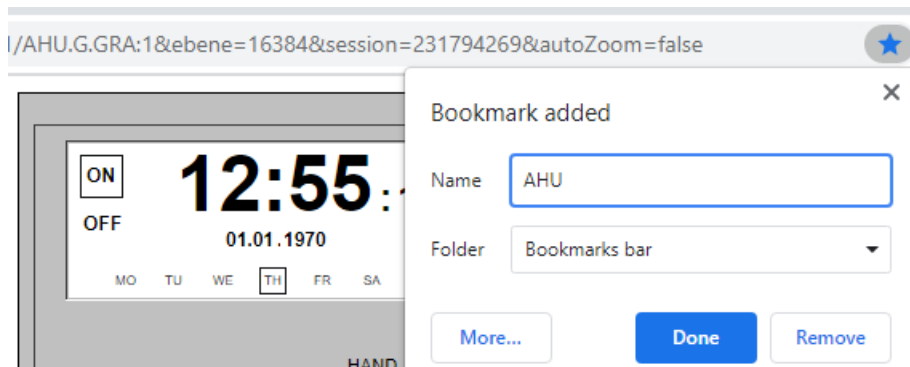 /AHU.G.GRA:1&ebene=16384&session=231794269&autoZoom=false
Bookmark added
Name AHU
Folder Bookmarks bar
More... Done Remove
ON
OFF
12:55
01.01.1970
MO TU WE TH FR SA
HAND